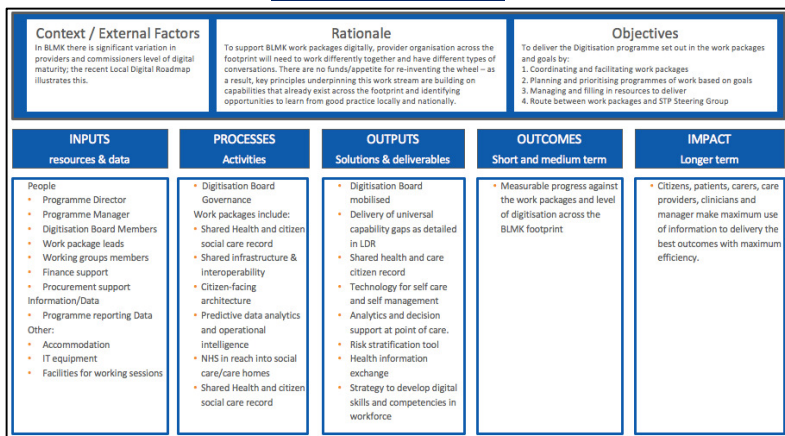 Context / External Factors
In BLMK there is significant variation in
providers and commissioners level of digital
maturity; the recent Local Digital Roadmap
illustrates this.
Rationale
To support BLMK work packages digitally, provider organisation across the
footprint will need to work differently together and have different types of
conversations. There are no funds/appetite for re-inventing the wheel – as
a result, key principles underpinning this work stream are building on
capabilities that already exist across the footprint and identifying
opportunities to learn from good practice locally and nationally.
Objectives
To deliver the Digitisation programme set out in the work packages
and goals by:
1. Coordinating and facilitating work packages
2. Planning and prioritising programmes of work based on goals
3. Managing and filling in resources to deliver
4. Route between work packages and STP Steering Group
INPUTS
resources & data
People
• Programme Director
• Programme Manager
• Digitisation Board Members
• Work package leads
• Working groups members
• Finance support
• Procurement support
Information/Data
• Programme reporting Data
Other:
• Accommodation
• IT equipment
• Facilities for working sessions
PROCESSES
Activities
• Digitisation Board
Governance
Work packages include:
• Shared Health and citizen
social care record
• Shared infrastructure &
interoperability
• Citizen-facing
architecture
• Predictive data analytics
and operational
intelligence
• NHS in reach into social
care/care homes
• Shared Health and citizen
social care record
OUTPUTS
Solutions & deliverables
• Digitisation Board
mobilised
• Delivery of universal
capability gaps as detailed
in LDR
• Shared health and care
citizen record
• Technology for self care
and self management
• Analytics and decision
support at point of care.
• Risk stratification tool
• Health information
exchange
• Strategy to develop digital
skills and competencies in
workforce
OUTCOMES
Short and medium term
• Measurable progress against
the work packages and level
of digitisation across the
BLMK footprint
IMPACT
Longer term
• Citizens, patients, carers, care
providers, clinicians and
manager make maximum use
of information to delivery the
best outcomes with maximum
efficiency.